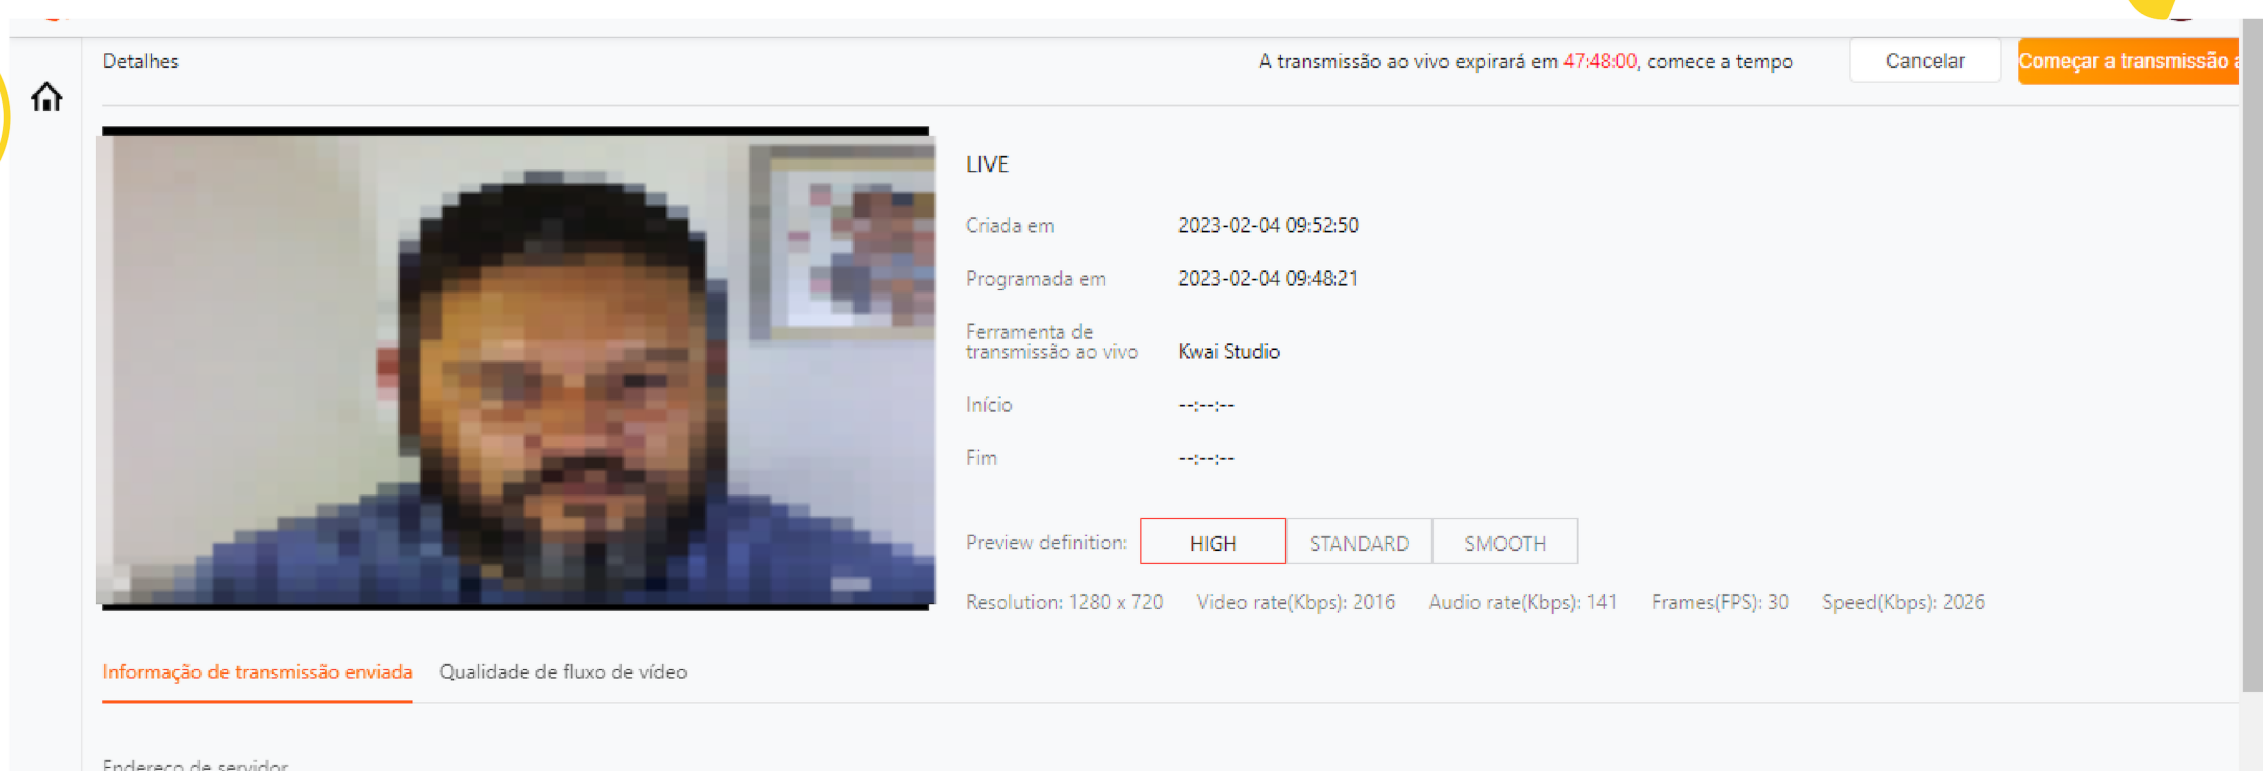 Detalhes
A transmissão ao vivo expirará em 47:48:00, comece a tempo
Cancelar
Começar a transmissão a
LIVE
Criada em 2023-02-04 09:52:50
Programada em 2023-02-04 09:48:21
Ferramenta de
transmissão ao vivo Kwai Studio
Início --:--:--
Fim --:--:--
Preview definition: HIGH STANDARD SMOOTH
Resolution: 1280 x 720 Video rate(Kbps): 2016 Audio rate(Kbps): 141 Frames(FPS): 30 Speed(Kbps): 2026
Informação de transmissão enviada Qualidade de fluxo de vídeo
Endereço de servidor